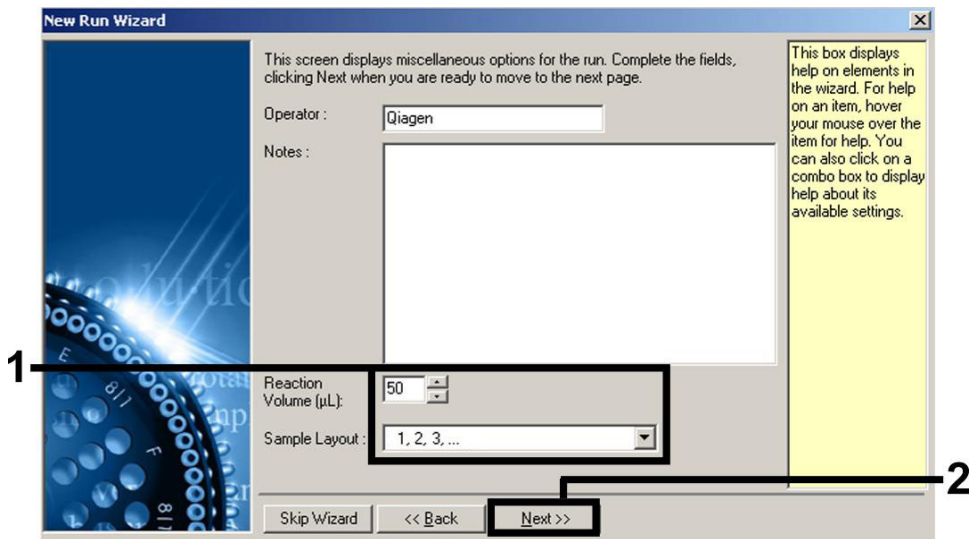 New Run Wizard
This screen displays miscellaneous options for the run. Complete the fields,
clicking Next when you are ready to move to the next page.
Operator :
Qiagen
Notes :
Reaction
Volume (µL):
50
Sample Layout :
1, 2, 3, ...
Skip Wizard
<< Back
Next >>
This box displays
help on elements in
the wizard. For help
on an item, hover
your mouse over the
item for help. You
can also click on a
combo box to display
help about its
available settings.
1
2
E
8/1
F
8/1